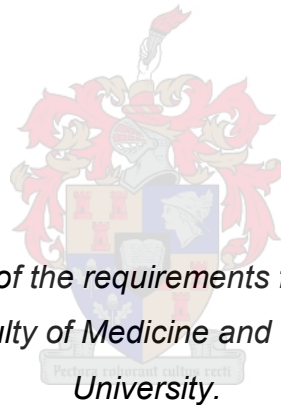 of the requirements f
ulty of Medicine and
Pectora roborant cultus recti
University.